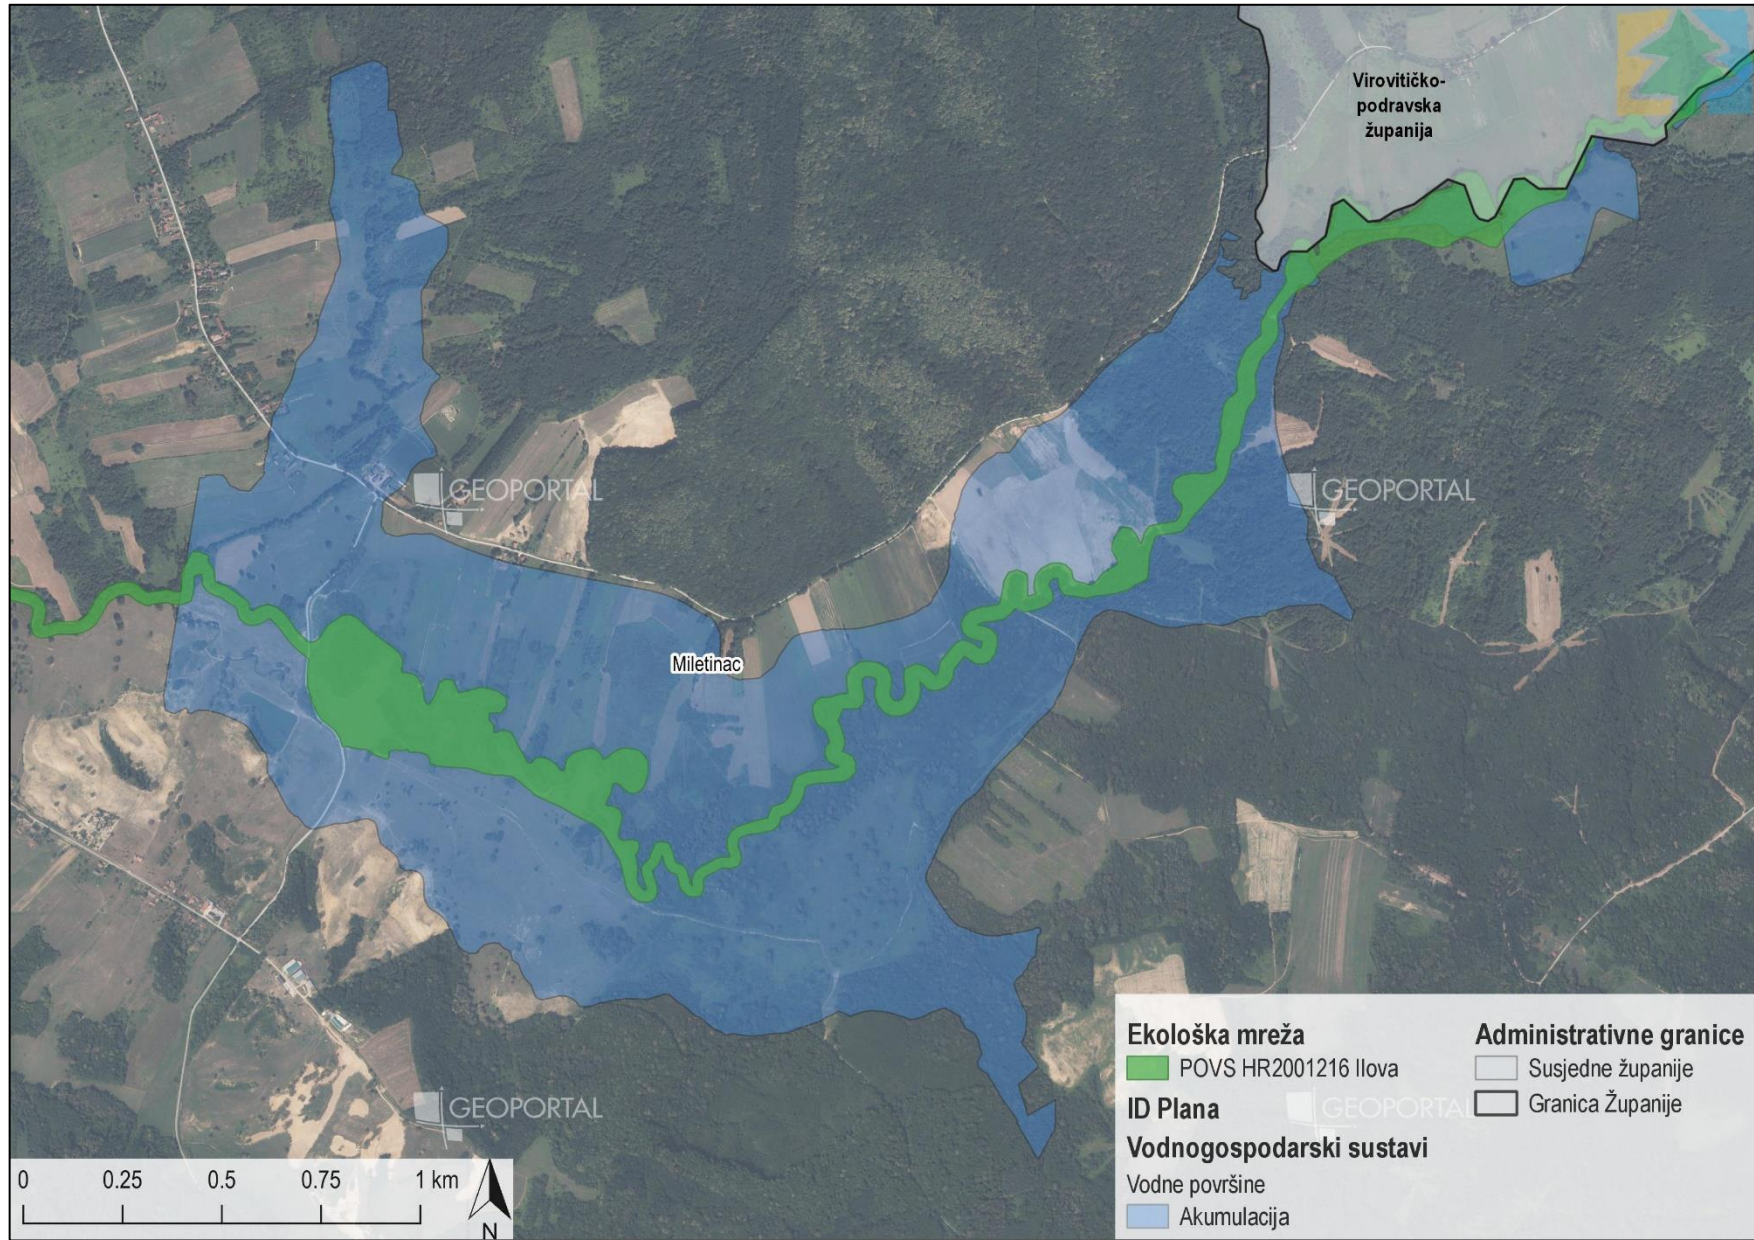 Virovitičko-
podravska
županija
GEOPORTAL
GEOPORTAL
Miletinac
GEOPORTAL
GEOPORTAL
Ekološka mreža
POVS HR2001216 Ilova
ID Plana
Vodnogospodarski sustavi
Vodne površine
Akumulacija
Administrativne granice
Susjedne županije
Granica Županije
0 0.25 0.5 0.75 1 km
N